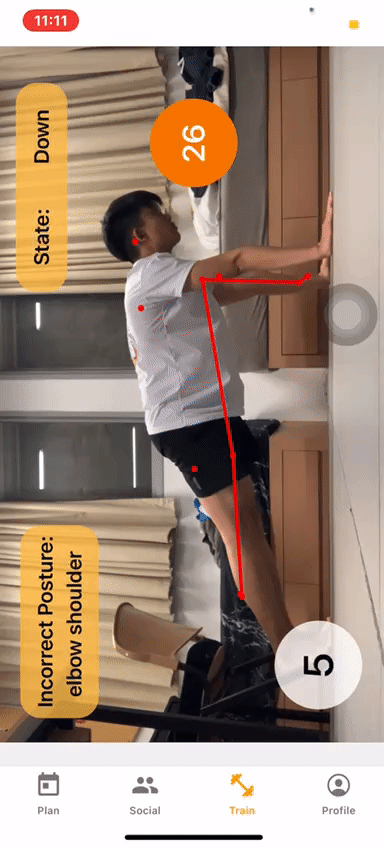 11:11
State: Down
26
Incorrect Posture:
elbow shoulder
5
Plan
Social
Train
Profile